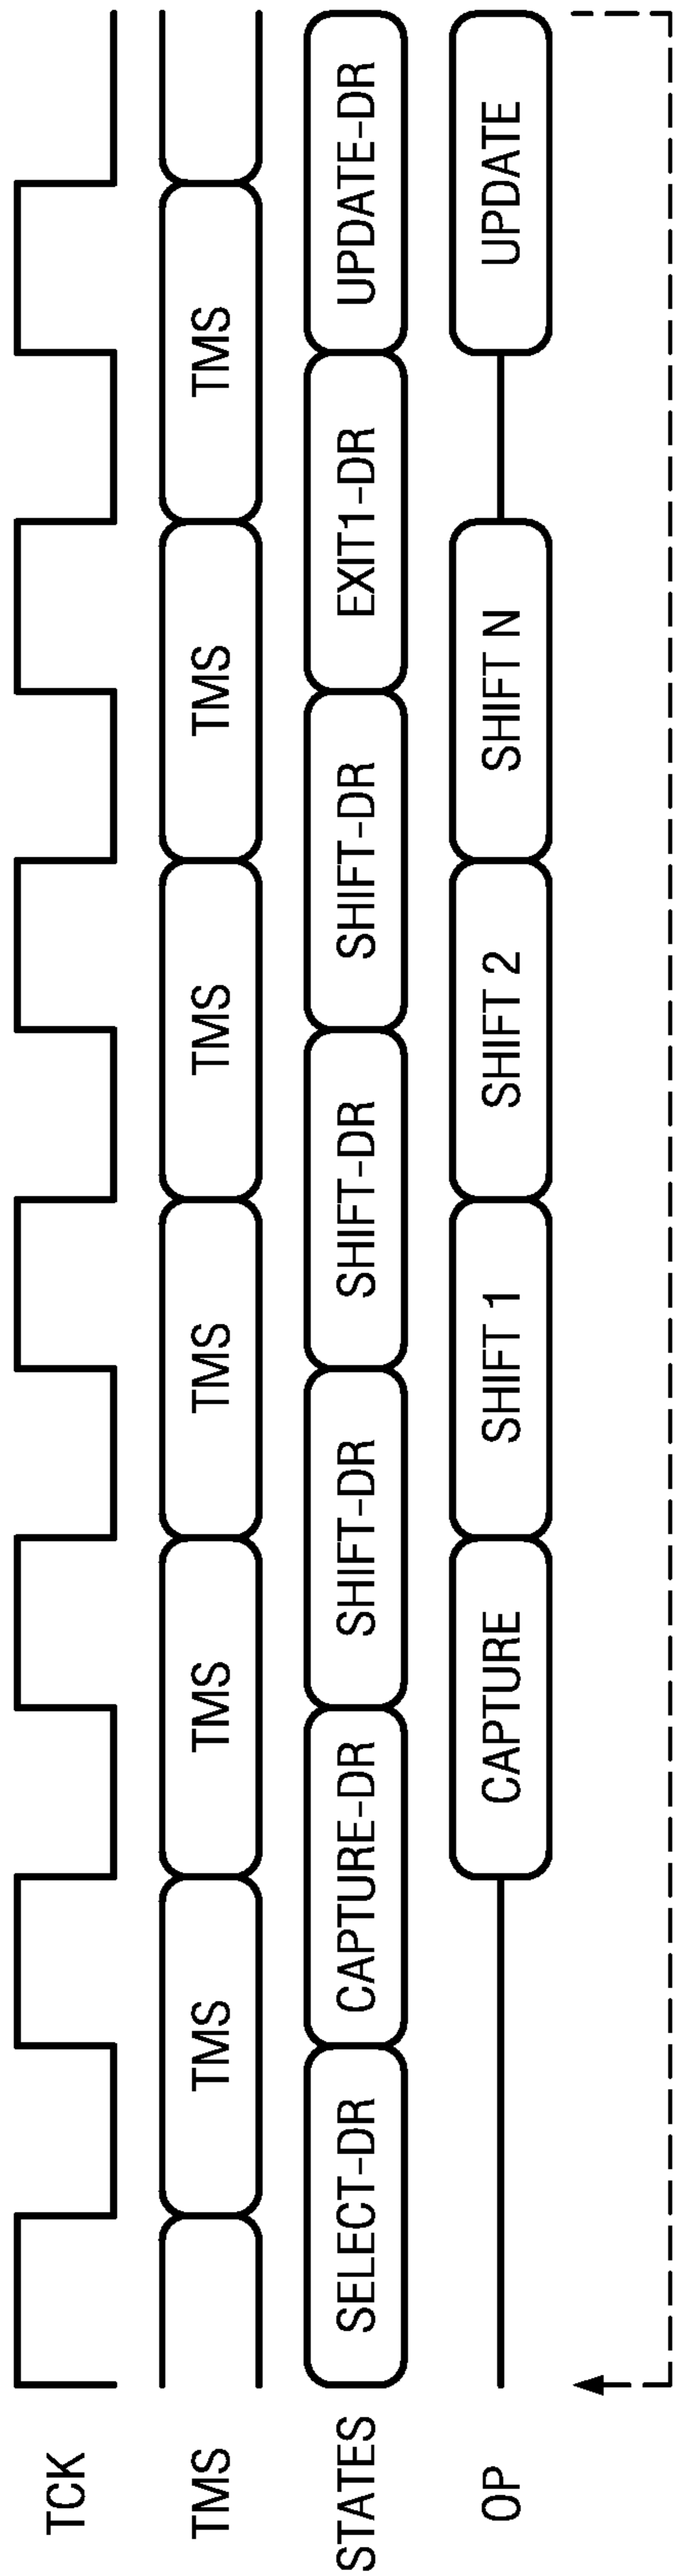 TCK
TMS TMS TMS TMS TMS TMS TMS
STATES SELECT-DR CAPTURE-DR SHIFT-DR SHIFT-DR SHIFT-DR EXIT1-DR UPDATE-DR
OP CAPTURE SHIFT 1 SHIFT 2 SHIFT N UPDATE